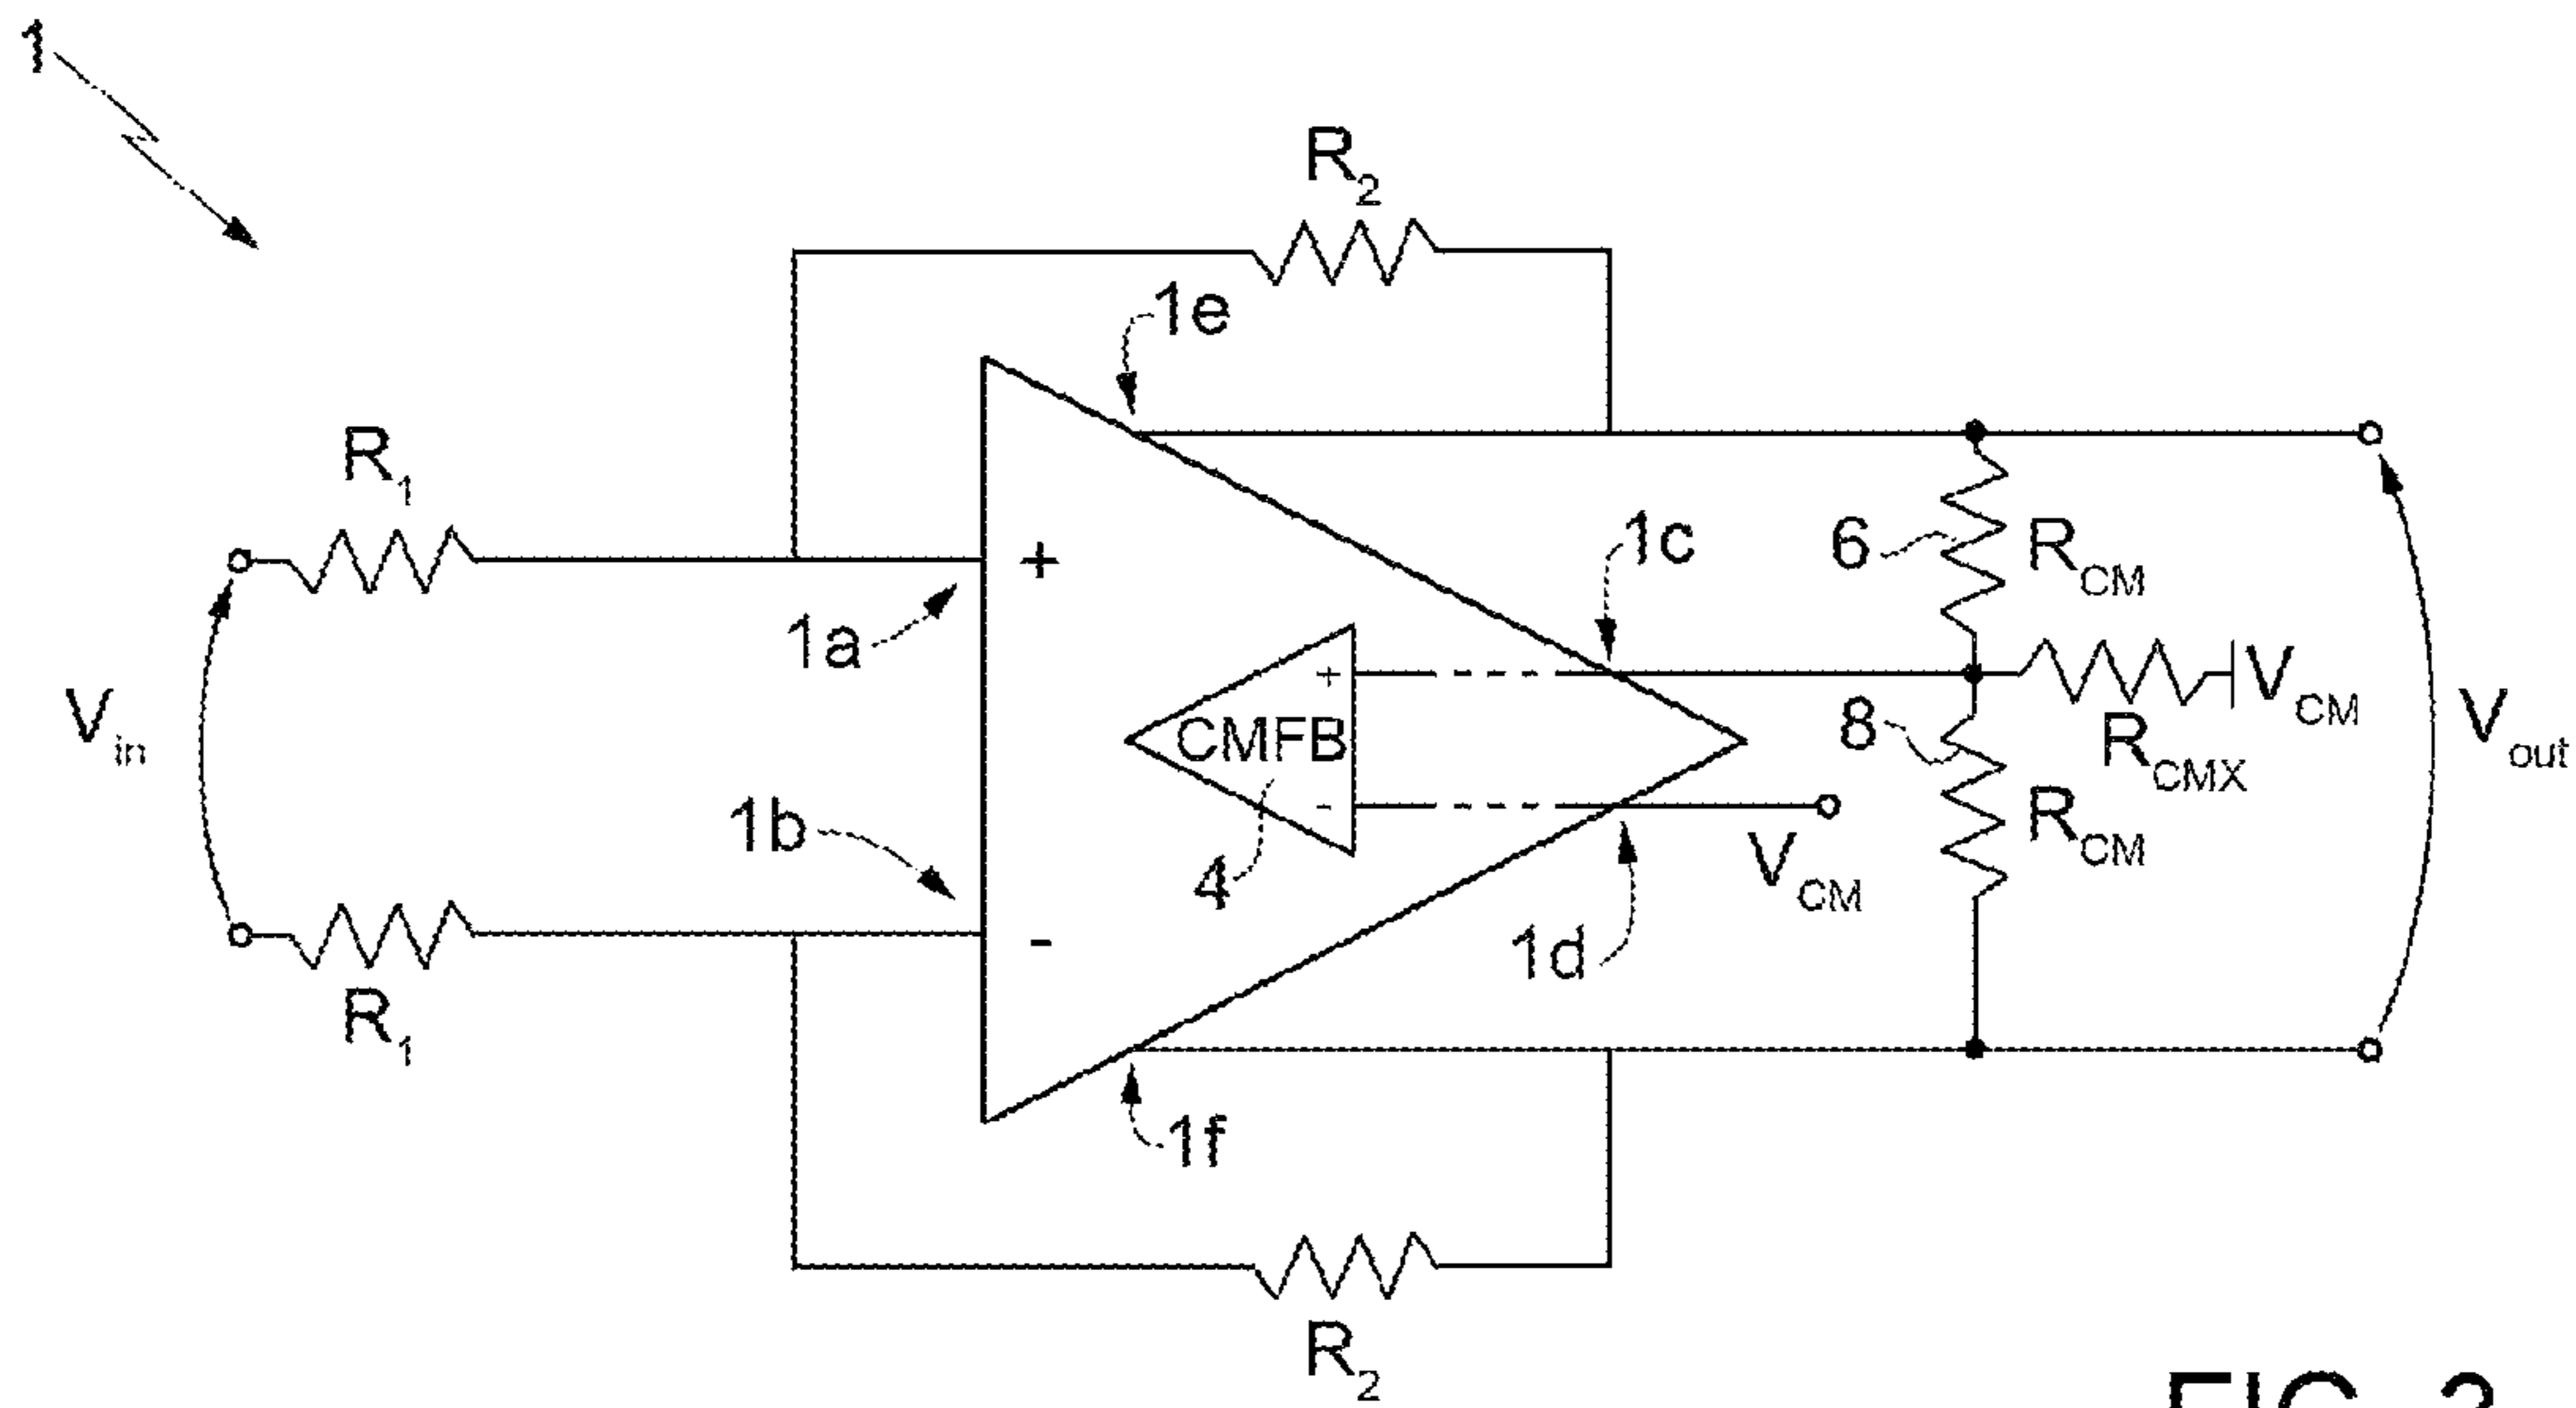 1
R2
1e
R1
+
1a
1c
6
RCM
Vin
+
CMFB
-
VCM
RCMX
8
Vout
1b
4
VCM
RCM
-
1d
R1
1f
R2